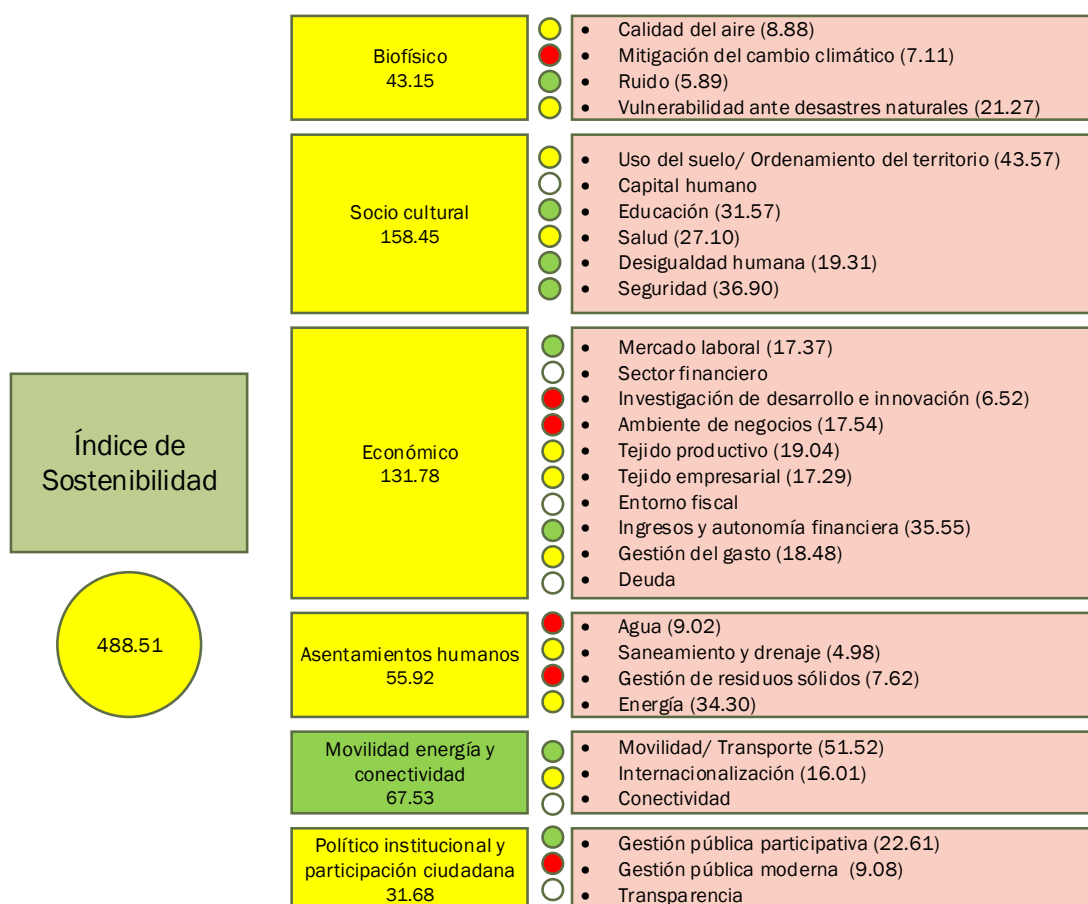 Índice de
Sostenibilidad
488.51
Biofísico
43.15
• Calidad del aire (8.88)
• Mitigación del cambio climático (7.11)
• Ruido (5.89)
• Vulnerabilidad ante desastres naturales (21.27)
Socio cultural
158.45
• Uso del suelo/ Ordenamiento del territorio (43.57)
• Capital humano
• Educación (31.57)
• Salud (27.10)
• Desigualdad humana (19.31)
• Seguridad (36.90)
Económico
131.78
• Mercado laboral (17.37)
• Sector financiero
• Investigación de desarrollo e innovación (6.52)
• Ambiente de negocios (17.54)
• Tejido productivo (19.04)
• Tejido empresarial (17.29)
• Entorno fiscal
• Ingresos y autonomía financiera (35.55)
• Gestión del gasto (18.48)
• Deuda
Asentamientos humanos
55.92
• Agua (9.02)
• Saneamiento y drenaje (4.98)
• Gestión de residuos sólidos (7.62)
• Energía (34.30)
Movilidad energía y
conectividad
67.53
• Movilidad/ Transporte (51.52)
• Internacionalización (16.01)
• Conectividad
Político institucional y
participación ciudadana
31.68
• Gestión pública participativa (22.61)
• Gestión pública moderna (9.08)
• Transparencia